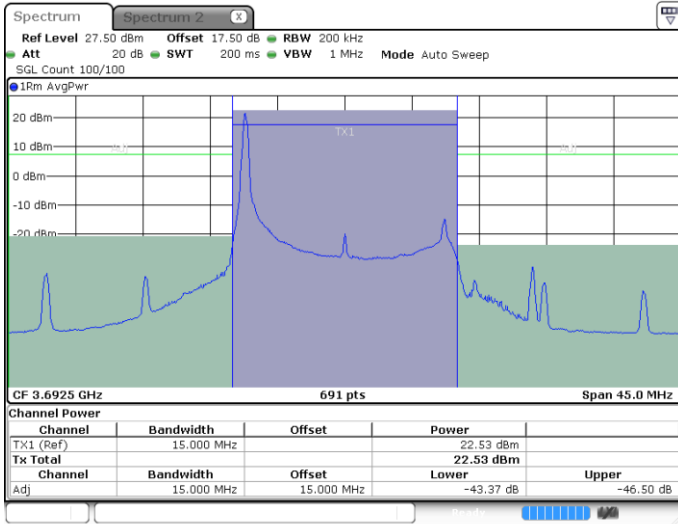 Spectrum Spectrum 2 X
Ref Level 27.50 dBm Offset 17.50 dB RBW 200 kHz
Att 20 dB SWT 200 ms VBW 1 MHz Mode Auto Sweep
SGL Count 100/100
1Rm AvgPwr
20 dBm
TX1
10 dBm Adj Adj
0 dBm
-10 dBm
-20 dBm
CF 3.6925 GHz 691 pts Span 45.0 MHz
Channel Power
Channel Bandwidth Offset Power
TX1 (Ref) 15.000 MHz 22.53 dBm
Tx Total 22.53 dBm
Channel Bandwidth Offset Lower Upper
Adj 15.000 MHz 15.000 MHz -43.37 dB -46.50 dB
Ready